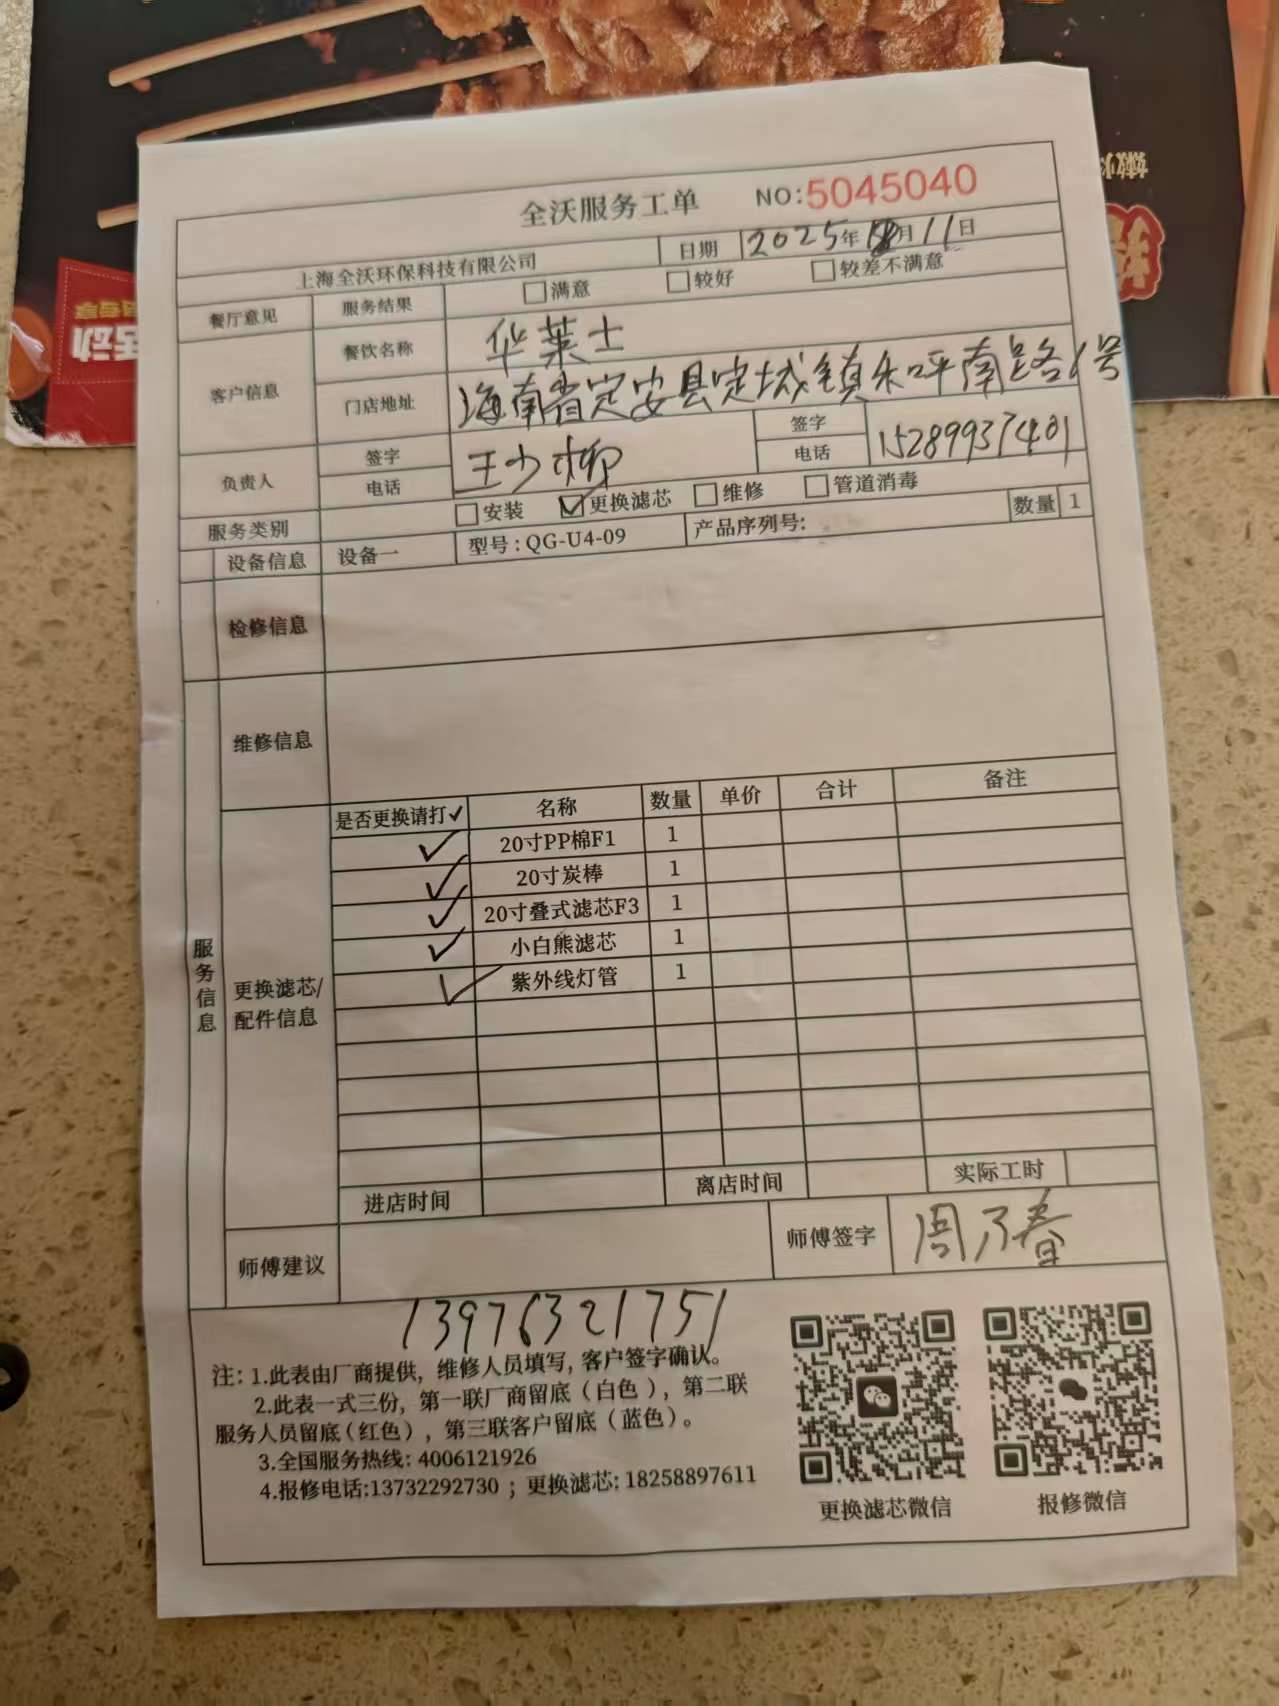 全沃服务工单 NO:5045040
上海全沃环保科技有限公司 日期 2025年 月11日
餐厅意见 服务结果 □满意 □较好 □较差不满意
客户信息 餐饮名称 华莱士
门店地址 海南省定安县定城镇 南 路 号
负责人 签字 王少柳 签字
电话 电话 15289937401
服务类别 □安装 ☑更换滤芯 □维修 □管道消毒
设备信息 设备一 型号：QG-U4-09 产品序列号: 数量 1
检修信息
维修信息
服务信息
更换滤芯/
配件信息
是否更换请打✓ 名称 数量 单价 合计 备注
✓ 20寸PP棉F1 1
✓ 20寸炭棒 1
✓ 20寸叠式滤芯F3 1
✓ 小白熊滤芯 1
✓ 紫外线灯管 1
进店时间 离店时间 实际工时
师傅建议 师傅签字 周乃春
13976321751
注：1.此表由厂商提供，维修人员填写，客户签字确认。
2.此表一式三份，第一联厂商留底（白色），第二联
服务人员留底（红色），第三联客户留底（蓝色）。
3.全国服务热线：4006121926
4.报修电话:13732292730 ；更换滤芯：18258897611
更换滤芯微信 报修微信